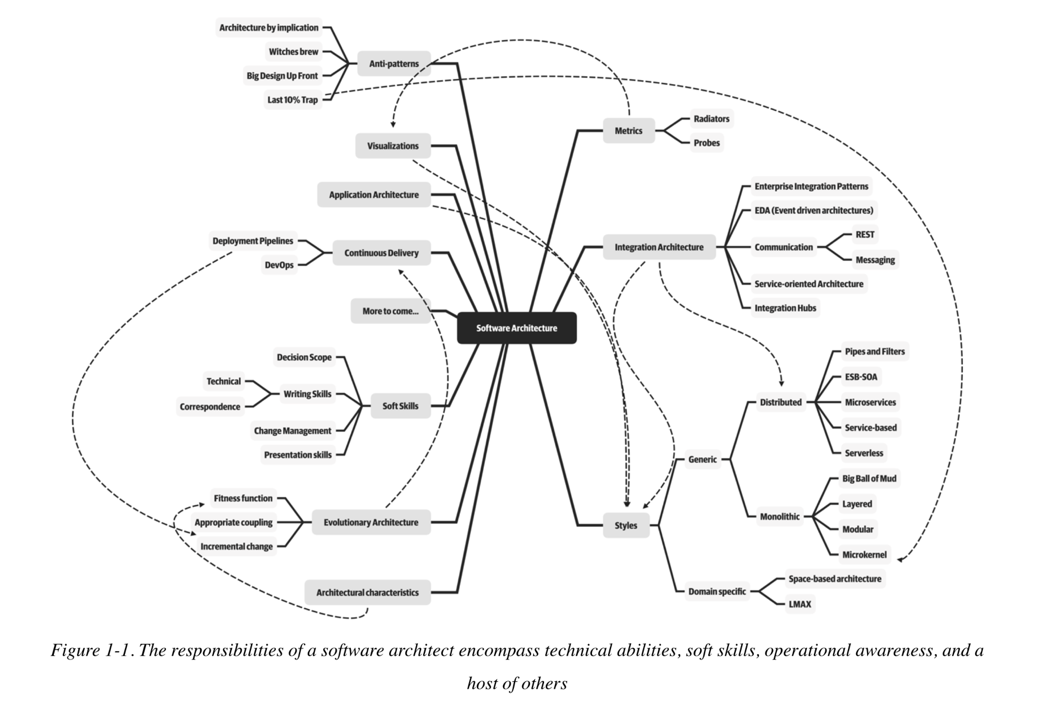 Architecture by implication
Witches brew
Big Design Up Front
Last 10% Trap
Anti-patterns
Visualizations
Application Architecture
Deployment Pipelines
DevOps
Continuous Delivery
More to come...
Software Architecture
Decision Scope
Technical
Correspondence
Writing Skills
Change Management
Presentation skills
Soft Skills
Fitness function
Appropriate coupling
Incremental change
Evolutionary Architecture
Architectural characteristics
Metrics
Radiators
Probes
Integration Architecture
Enterprise Integration Patterns
EDA (Event driven architectures)
Communication
REST
Messaging
Service-oriented Architecture
Integration Hubs
Styles
Generic
Distributed
Pipes and Filters
ESB-SOA
Microservices
Service-based
Serverless
Monolithic
Big Ball of Mud
Layered
Modular
Microkernel
Domain specific
Space-based architecture
LMAX
Figure 1-1. The responsibilities of a software architect encompass technical abilities, soft skills, operational awareness, and a
host of others